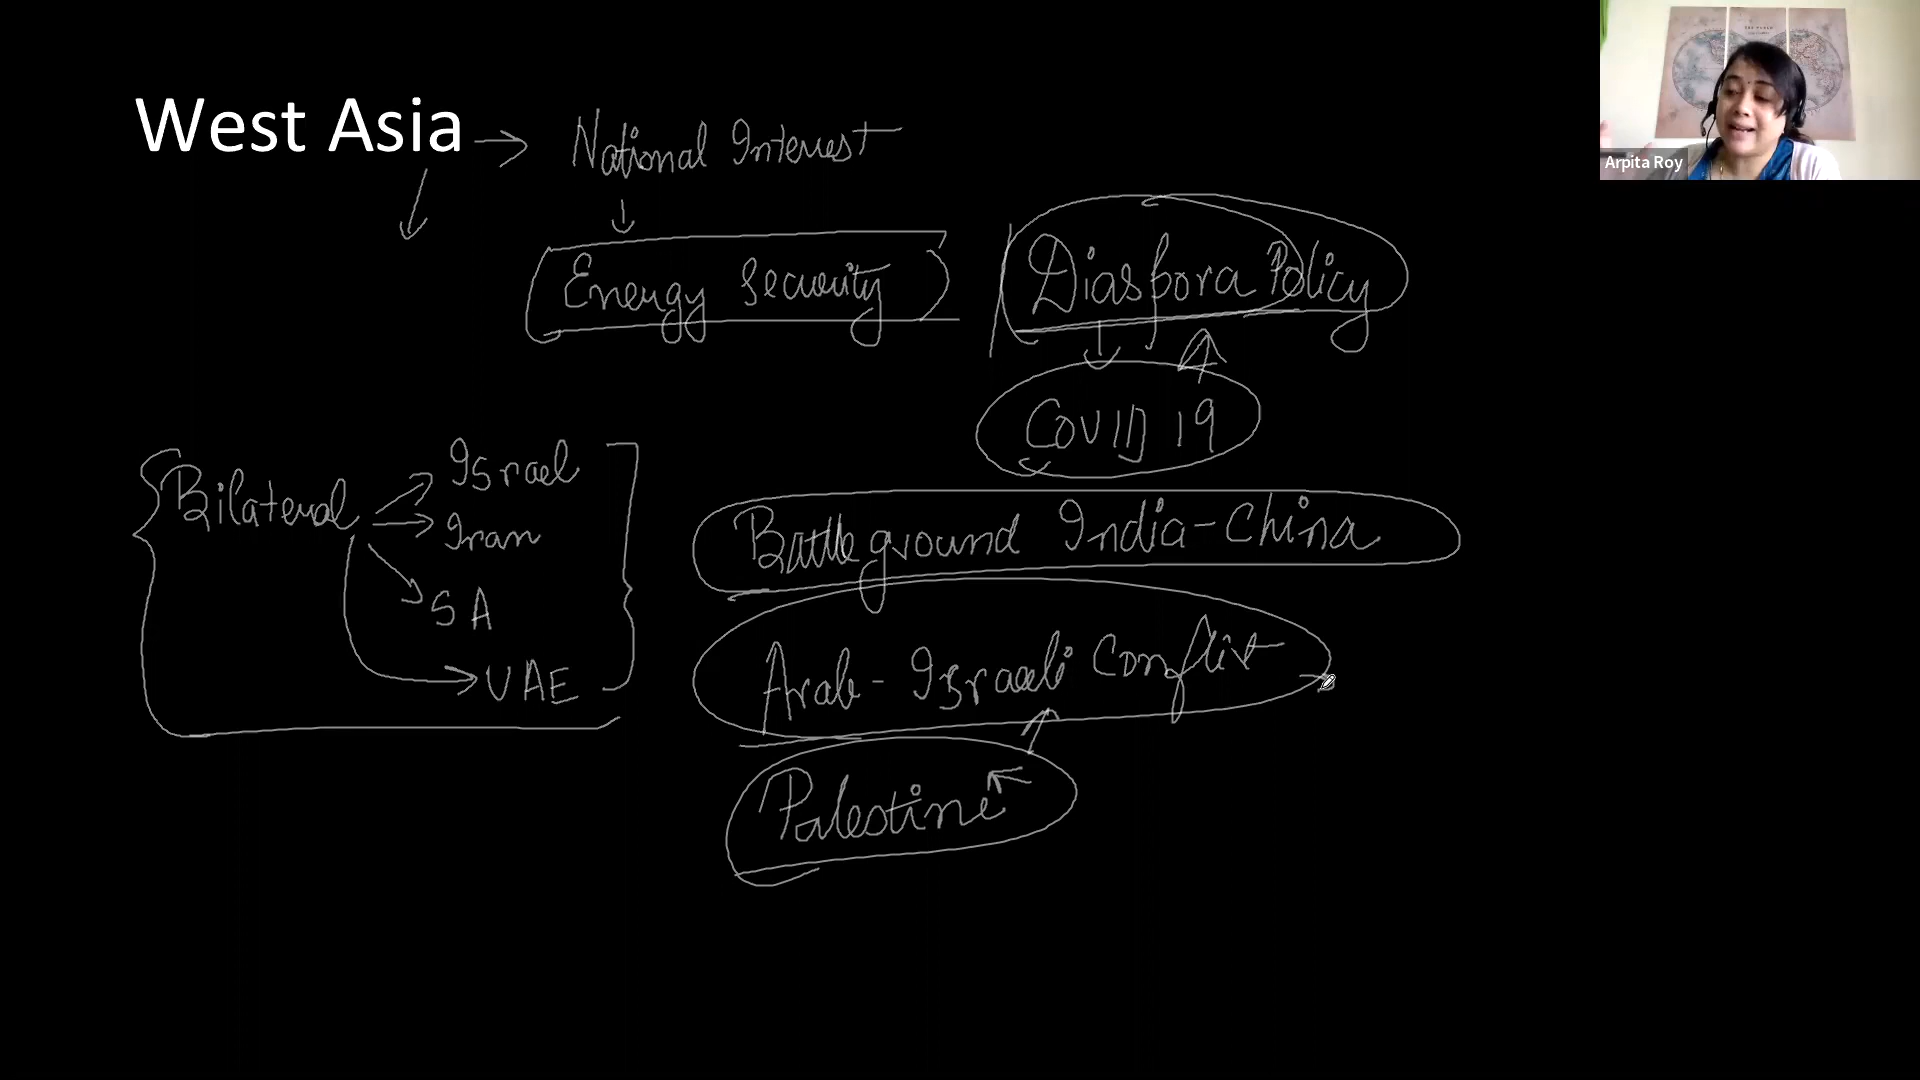 West Asia → National Interest
Energy Security
Diaspora Policy
COVID 19
Bilateral
Israel
Iran
SA
UAE
Battleground India-China
Arab-Israeli Conflict
Palestine
Arpita Roy